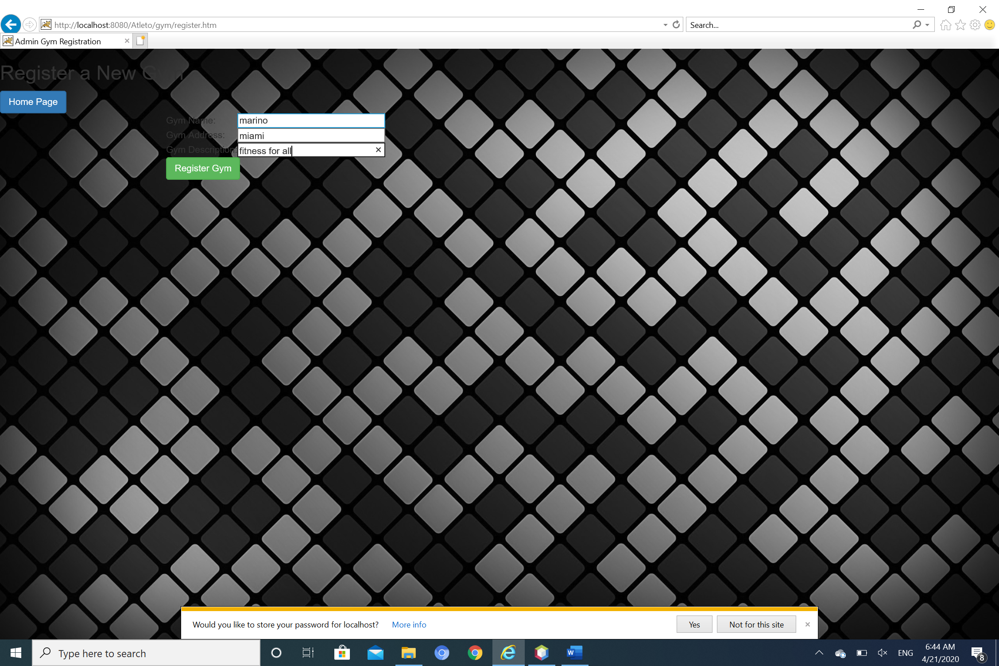 http://localhost:8080/Atleto/gym/register.htm
Search...
Admin Gym Registration
Register a New Gym
Home Page
Gym Name: marino
Gym Address: miami
Gym Description: fitness for all
Register Gym
Would you like to store your password for localhost? More info Yes Not for this site
Type here to search
ENG
6:44 AM
4/21/2020
8